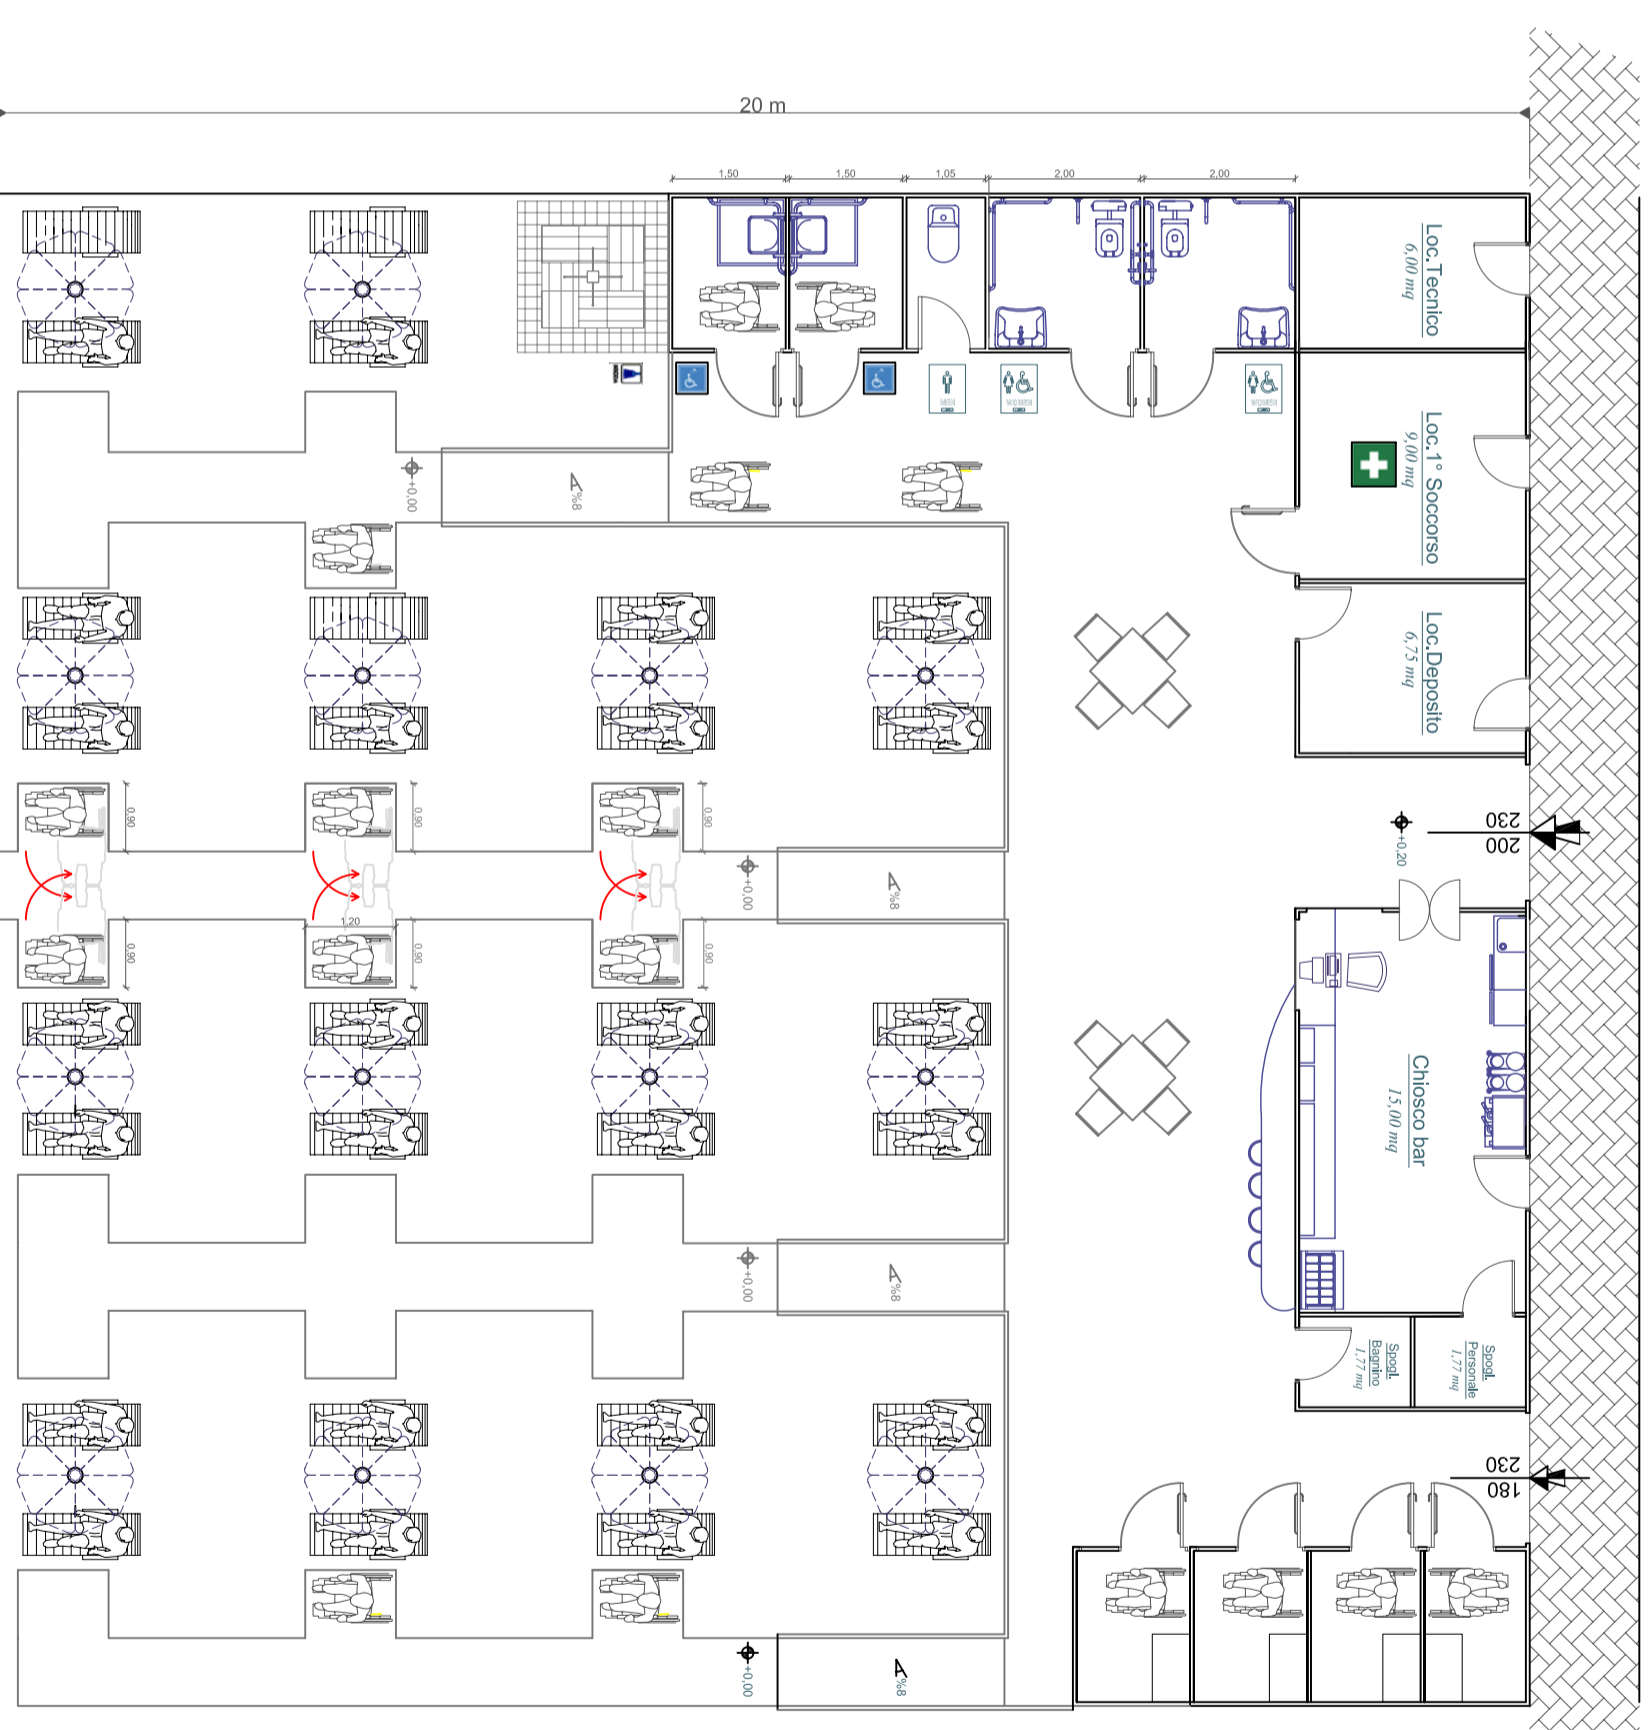 20 m
1,50
1,50
1,05
2,00
2,00
Loc.Tecnico
6,00 mq
Loc.1° Soccorso
9,00 mq
Loc.Deposito
6,75 mq
+0,00
%8
0,90
0,90
0,90
230
200
+0,20
+0,00
%8
1,20
0,90
0,90
0,90
Chiosco bar
15,00 mq
+0,00
%8
Spogl.
Bagnino
1,77 mq
Spogl.
Personale
1,77 mq
230
180
+0,00
%8